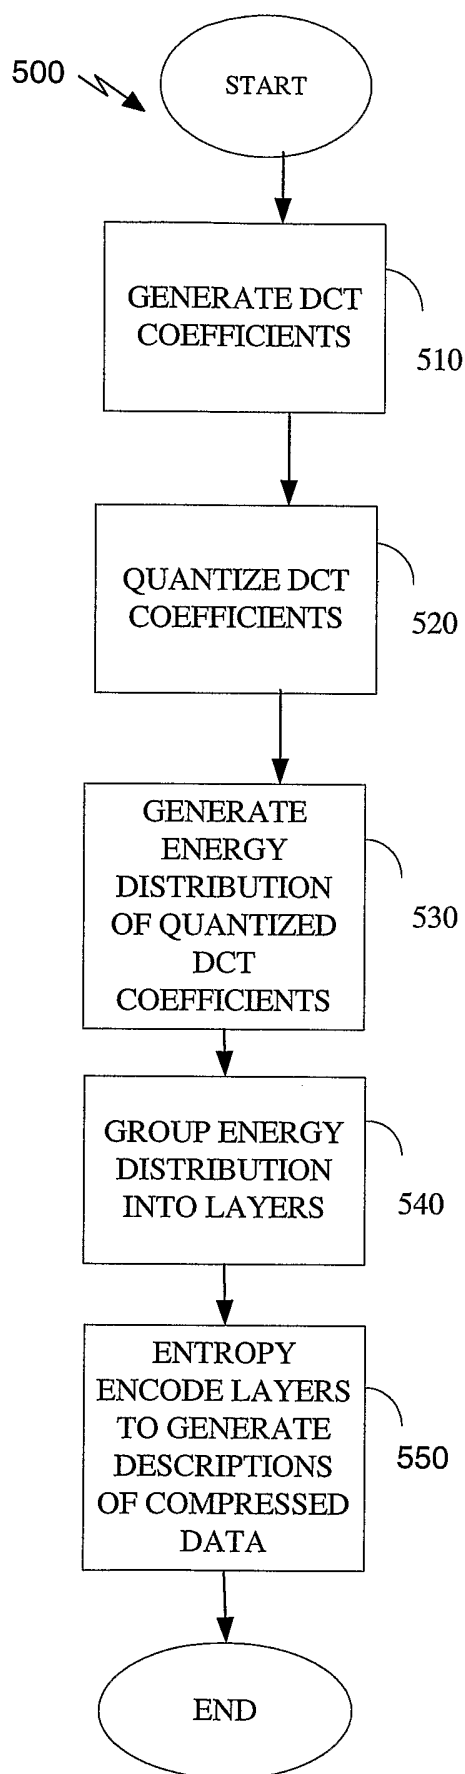 500
START
GENERATE DCT
COEFFICIENTS
510
QUANTIZE DCT
COEFFICIENTS
520
GENERATE
ENERGY
DISTRIBUTION
OF QUANTIZED
DCT
COEFFICIENTS
530
GROUP ENERGY
DISTRIBUTION
INTO LAYERS
540
ENTROPY
ENCODE LAYERS
TO GENERATE
DESCRIPTIONS
OF COMPRESSED
DATA
550
END